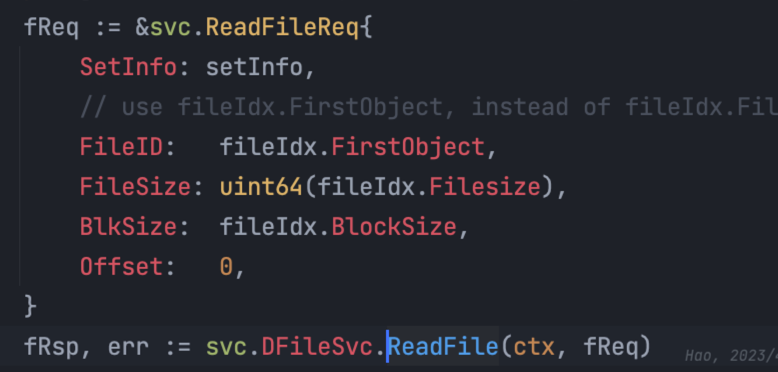 fReq := &svc.ReadFileReq{
SetInfo: setInfo,
// use fileIdx.FirstObject, instead of fileIdx.Fil
FileID: fileIdx.FirstObject,
FileSize: uint64(fileIdx.Filesize),
BlkSize: fileIdx.BlockSize,
Offset: 0,
}
fRsp, err := svc.DFileSvc.ReadFile(ctx, fReq) Hao, 2023/4